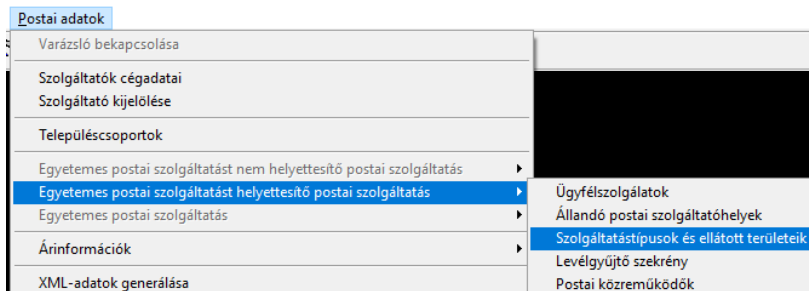 Postai adatok
Varázsló bekapcsolása
Szolgáltatók cégadatai
Szolgáltató kijelölése
Településcsoportok
Egyetemes postai szolgáltatást nem helyettesítő postai szolgáltatás
Egyetemes postai szolgáltatást helyettesítő postai szolgáltatás
Egyetemes postai szolgáltatás
Árinformációk
XML-adatok generálása
Ügyfélszolgálatok
Állandó postai szolgáltatóhelyek
Szolgáltatástípusok és ellátott területeik
Levélgyűjtő szekrény
Postai közreműködők